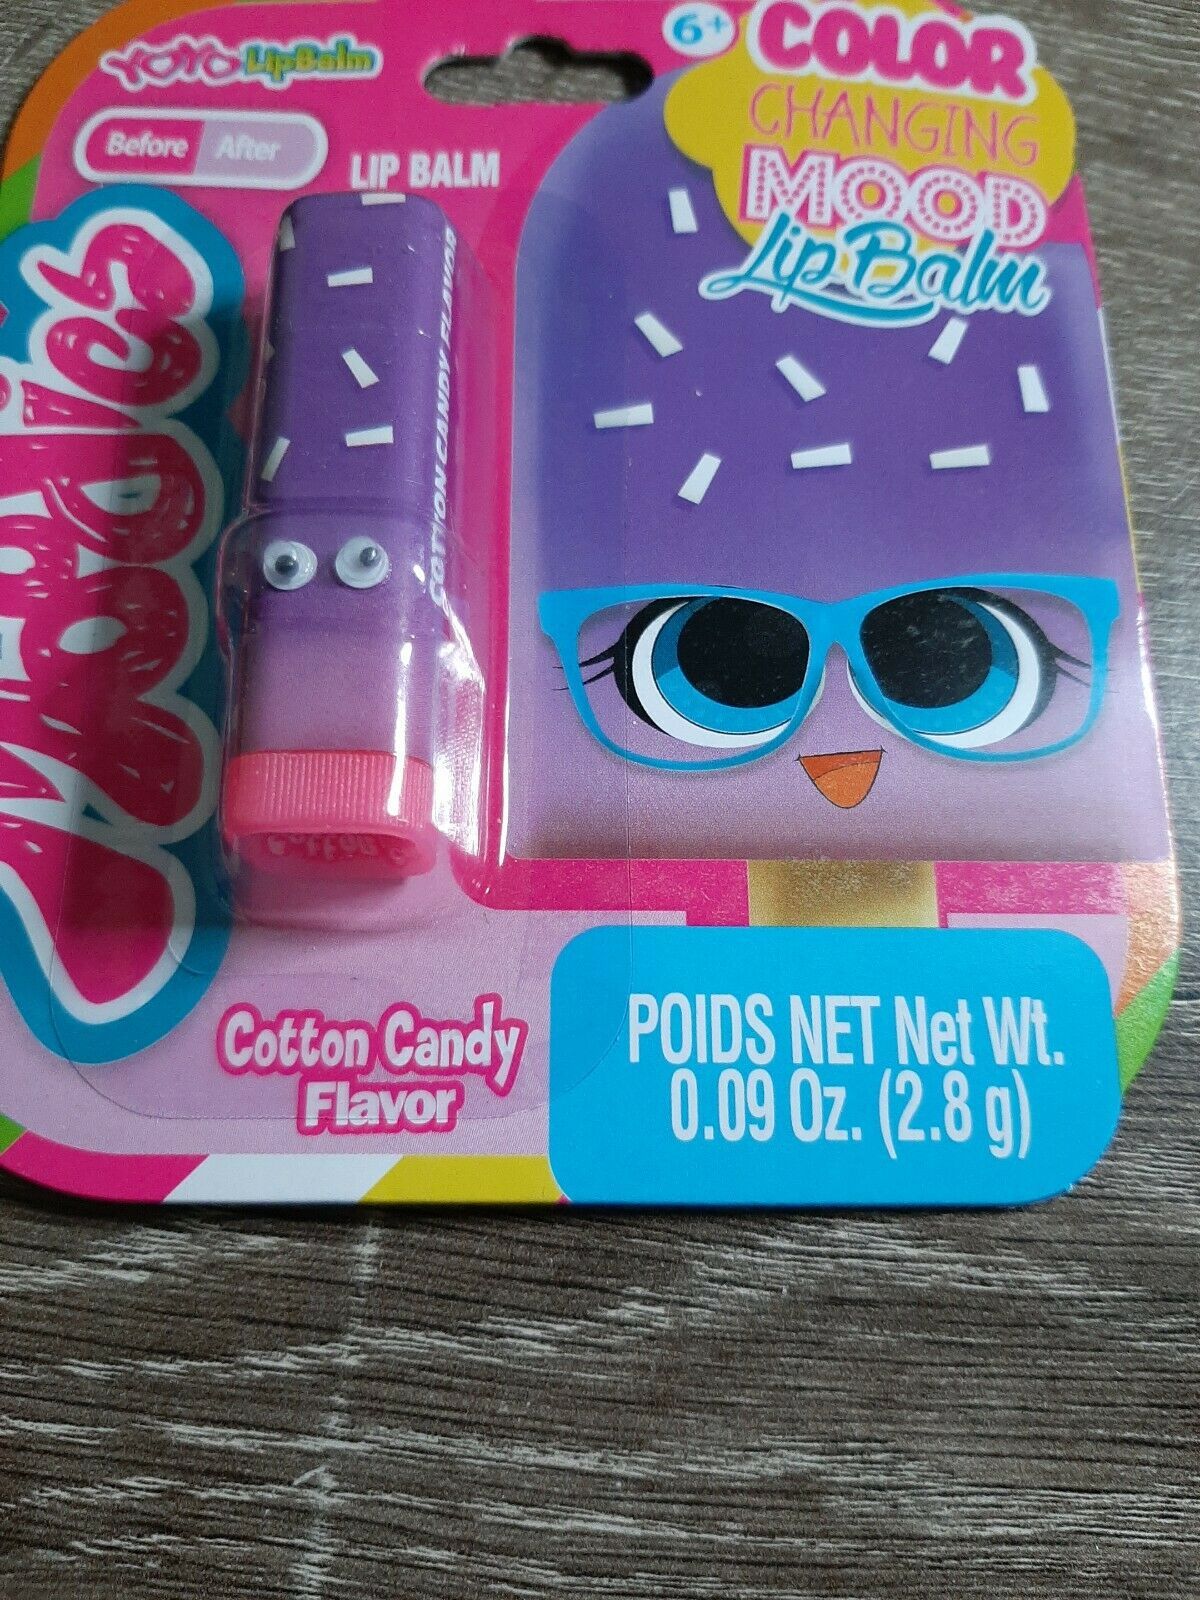 YOYO LipBalm
6+
COLOR
CHANGING
MOOD
Lip Balm
Before After
LIP BALM
COTTON CANDY FLAVOR
Cotton
Cotton Candy
Flavor
POIDS NET Net Wt.
0.09 Oz. (2.8 g)